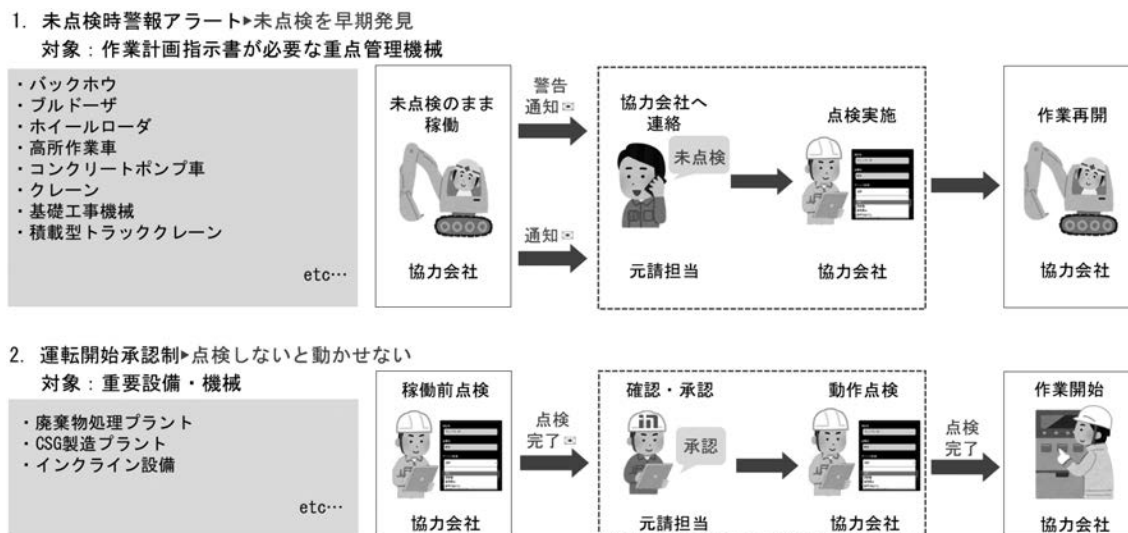 1. 未点検時警報アラート▶未点検を早期発見
対象：作業計画指示書が必要な重点管理機械
・バックホウ
・ブルドーザ
・ホイールローダ
・高所作業車
・コンクリートポンプ車
・クレーン
・基礎工事機械
・積載型トラッククレーン
etc…
未点検のまま
稼働
協力会社
警告
通知✉
通知✉
協力会社へ
連絡
未点検
元請担当
点検実施
協力会社
作業再開
協力会社
2. 運転開始承認制▶点検しないと動かせない
対象：重要設備・機械
・廃棄物処理プラント
・CSG製造プラント
・インクライン設備
etc…
稼働前点検
協力会社
点検
完了✉
確認・承認
承認
元請担当
動作点検
協力会社
点検
完了
作業開始
協力会社